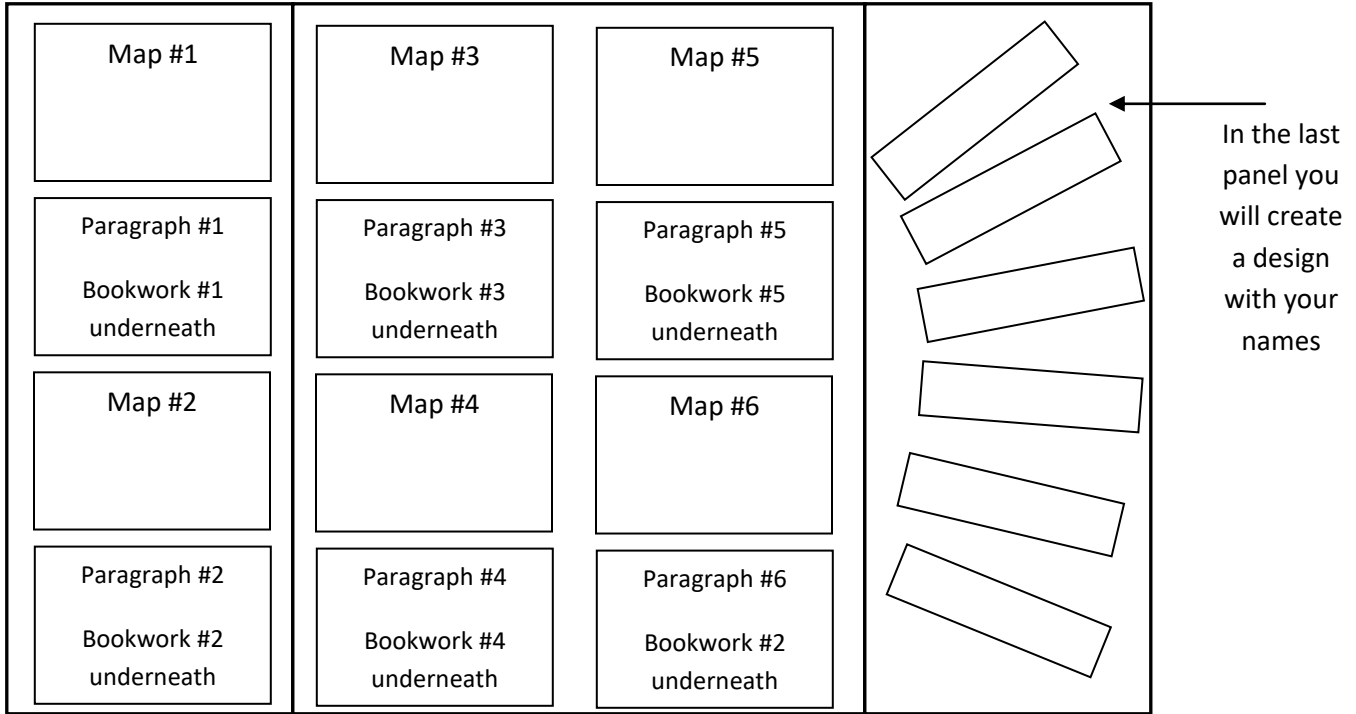 Map #1
Map #3
Map #5
Paragraph #1
Bookwork #1
underneath
Paragraph #3
Bookwork #3
underneath
Paragraph #5
Bookwork #5
underneath
Map #2
Map #4
Map #6
Paragraph #2
Bookwork #2
underneath
Paragraph #4
Bookwork #4
underneath
Paragraph #6
Bookwork #2
underneath
In the last
panel you
will create
a design
with your
names